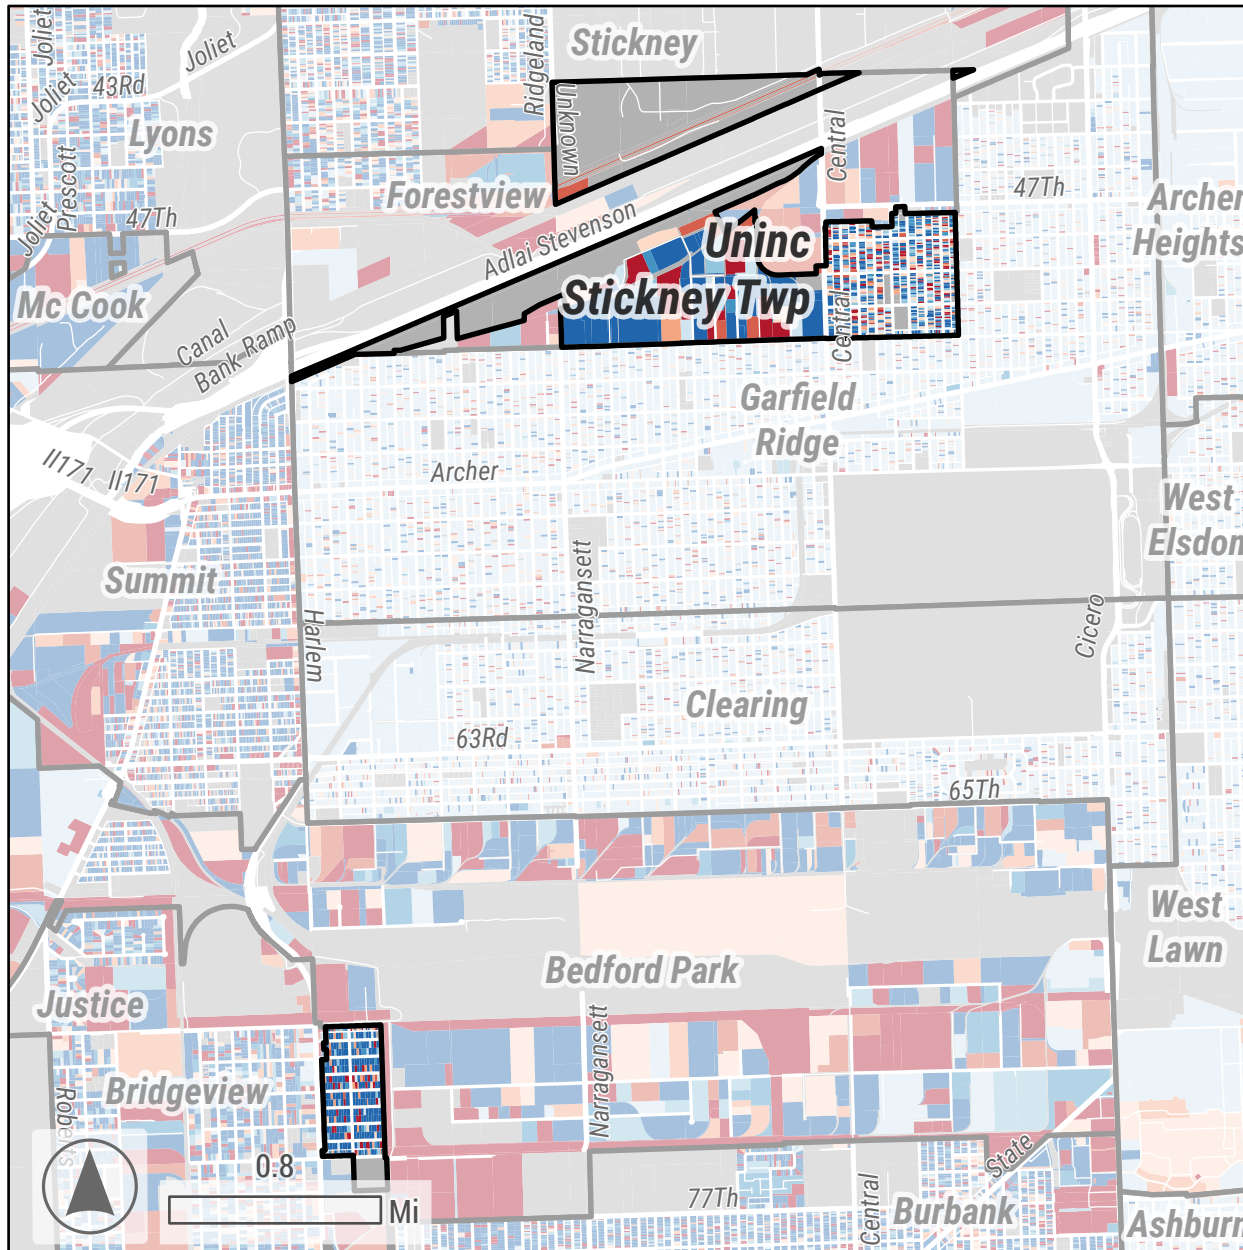 Joliet
Joliet
Ridgeland
Stickney
43Rd
Joliet
Lyons
Unknown
Central
Prescott
Forestview
47Th
Archer
Heights
47Th
Joliet
Adlai Stevenson
Uninc
Stickney Twp
Mc Cook
Canal
Bank Ramp
Central
Garfield
Ridge
Il171
Il171
Archer
West
Elsdon
Summit
Narragansett
Harlem
Cicero
Clearing
63Rd
65Th
West
Lawn
Bedford Park
Justice
Narragansett
Bridgeview
Roberts
0.8
Mi
State
77Th
Central
Burbank
Ashburn